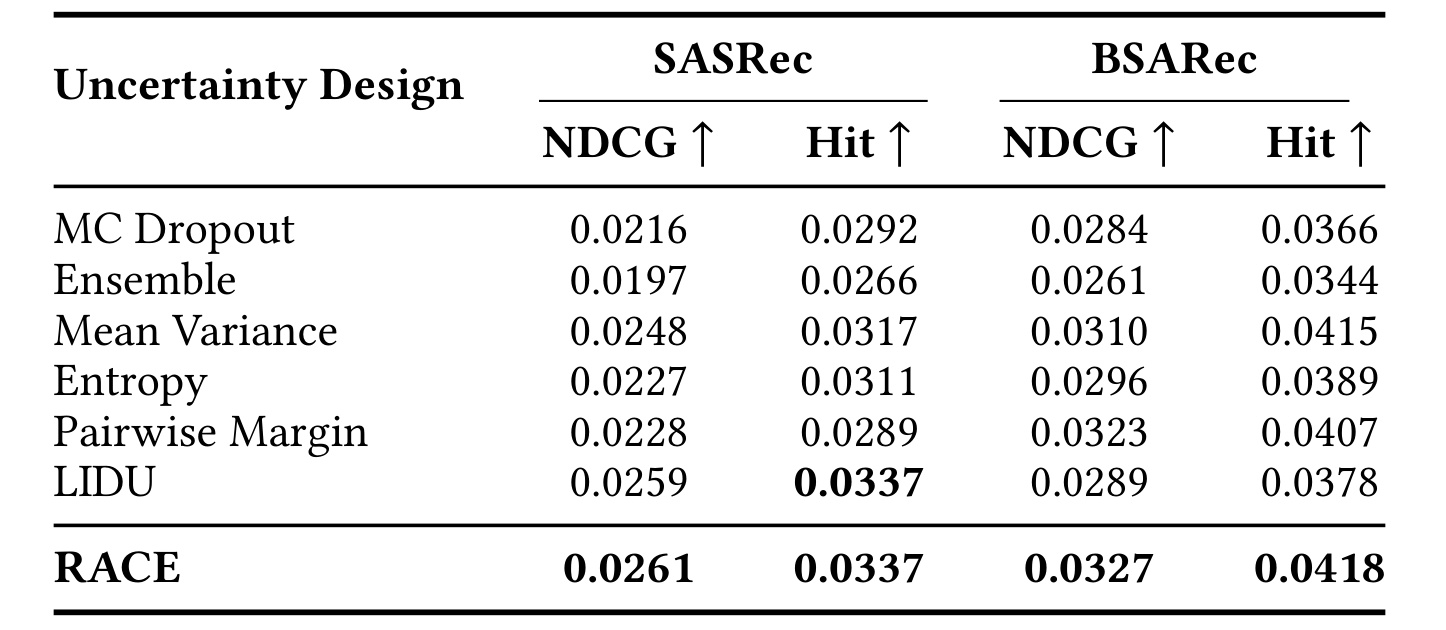 Uncertainty Design SASRec BSARec
NDCG ↑ Hit ↑ NDCG ↑ Hit ↑
MC Dropout 0.0216 0.0292 0.0284 0.0366
Ensemble 0.0197 0.0266 0.0261 0.0344
Mean Variance 0.0248 0.0317 0.0310 0.0415
Entropy 0.0227 0.0311 0.0296 0.0389
Pairwise Margin 0.0228 0.0289 0.0323 0.0407
LIDU 0.0259 0.0337 0.0289 0.0378
RACE 0.0261 0.0337 0.0327 0.0418